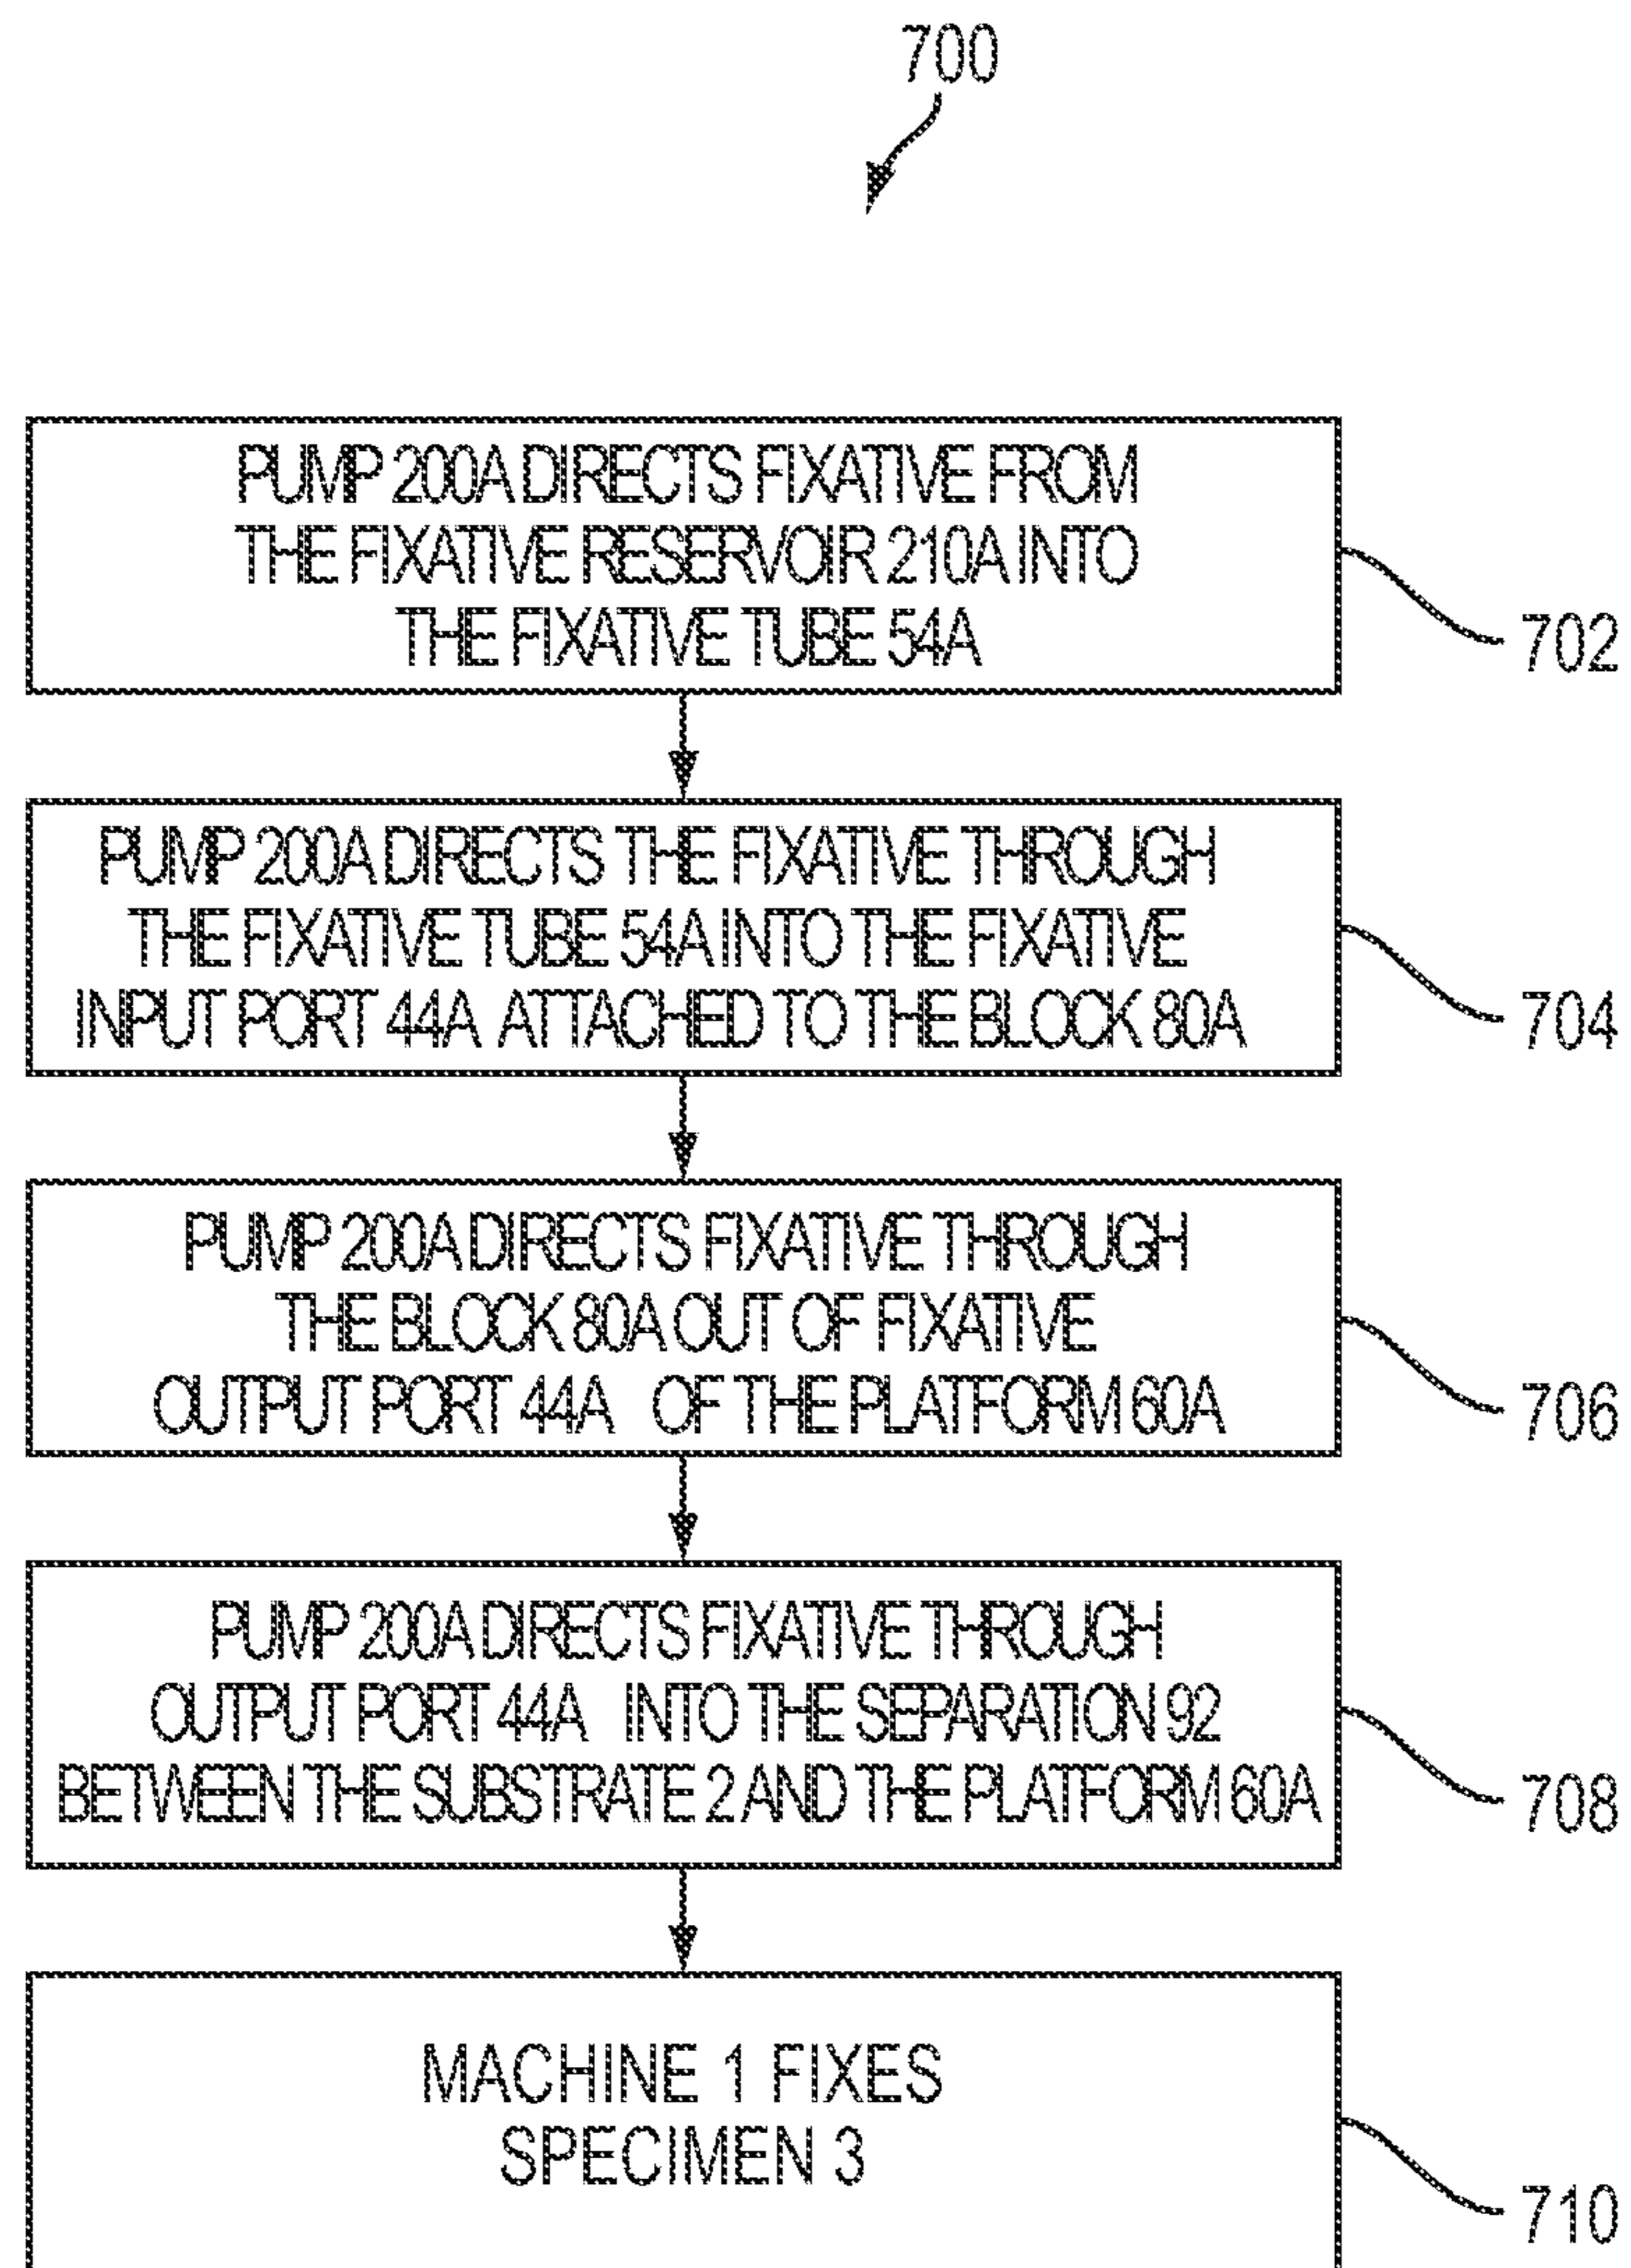 700
PUMP 200A DIRECTS FIXATIVE FROM
THE FIXATIVE RESERVOIR 210A INTO
THE FIXATIVE TUBE 54A
702
PUMP 200A DIRECTS THE FIXATIVE THROUGH
THE FIXATIVE TUBE 54A INTO THE FIXATIVE
INPUT PORT 44A ATTACHED TO THE BLOCK 80A
704
PUMP 200A DIRECTS FIXATIVE THROUGH
THE BLOCK 80A OUT OF FIXATIVE
OUTPUT PORT 44A OF THE PLATFORM 60A
706
PUMP 200A DIRECTS FIXATIVE THROUGH
OUTPUT PORT 44A INTO THE SEPARATION 92
BETWEEN THE SUBSTRATE 2 AND THE PLATFORM 60A
708
MACHINE 1 FIXES
SPECIMEN 3
710